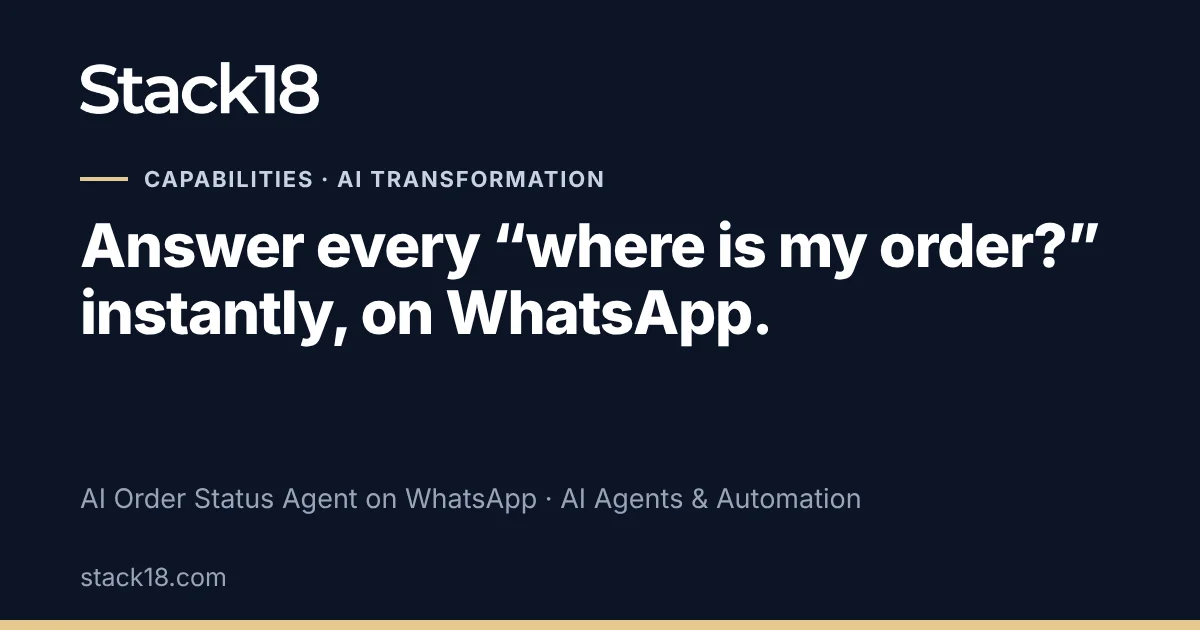 Stack18
CAPABILITIES · AI TRANSFORMATION
Answer every “where is my order?”
instantly, on WhatsApp.
AI Order Status Agent on WhatsApp · AI Agents & Automation
stack18.com